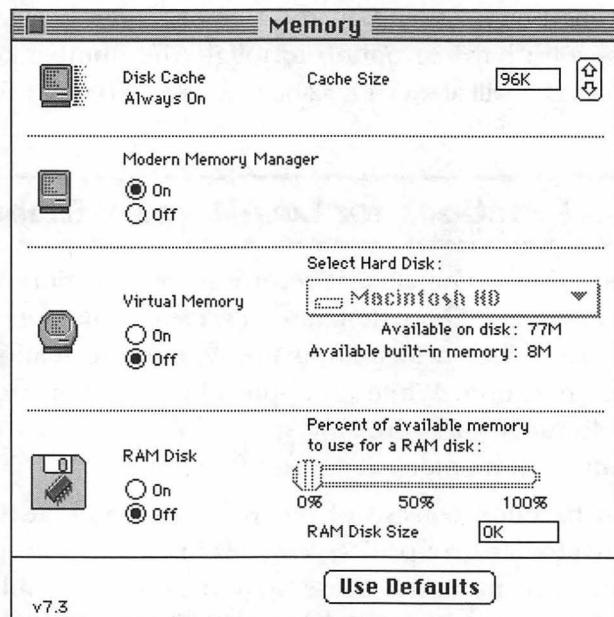 Memory
Disk Cache
Always On
Cache Size
96K
Modern Memory Manager
On
Off
Select Hard Disk:
Macintosh HD
Virtual Memory
On
Off
Available on disk: 77M
Available built-in memory: 8M
Percent of available memory
to use for a RAM disk:
RAM Disk
On
Off
0% 50% 100%
RAM Disk Size
0K
Use Defaults
v7.3